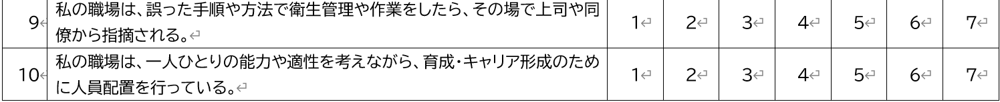 私の職場は、誤った手順や方法で衛生管理や作業をしたら、その場で上司や同
9 僚から指摘される。 1 2 3 4 5 6 7
私の職場は、一人ひとりの能力や適性を考えながら、育成・キャリア形成のため
10 に人員配置を行っている。 1 2 3 4 5 6 7